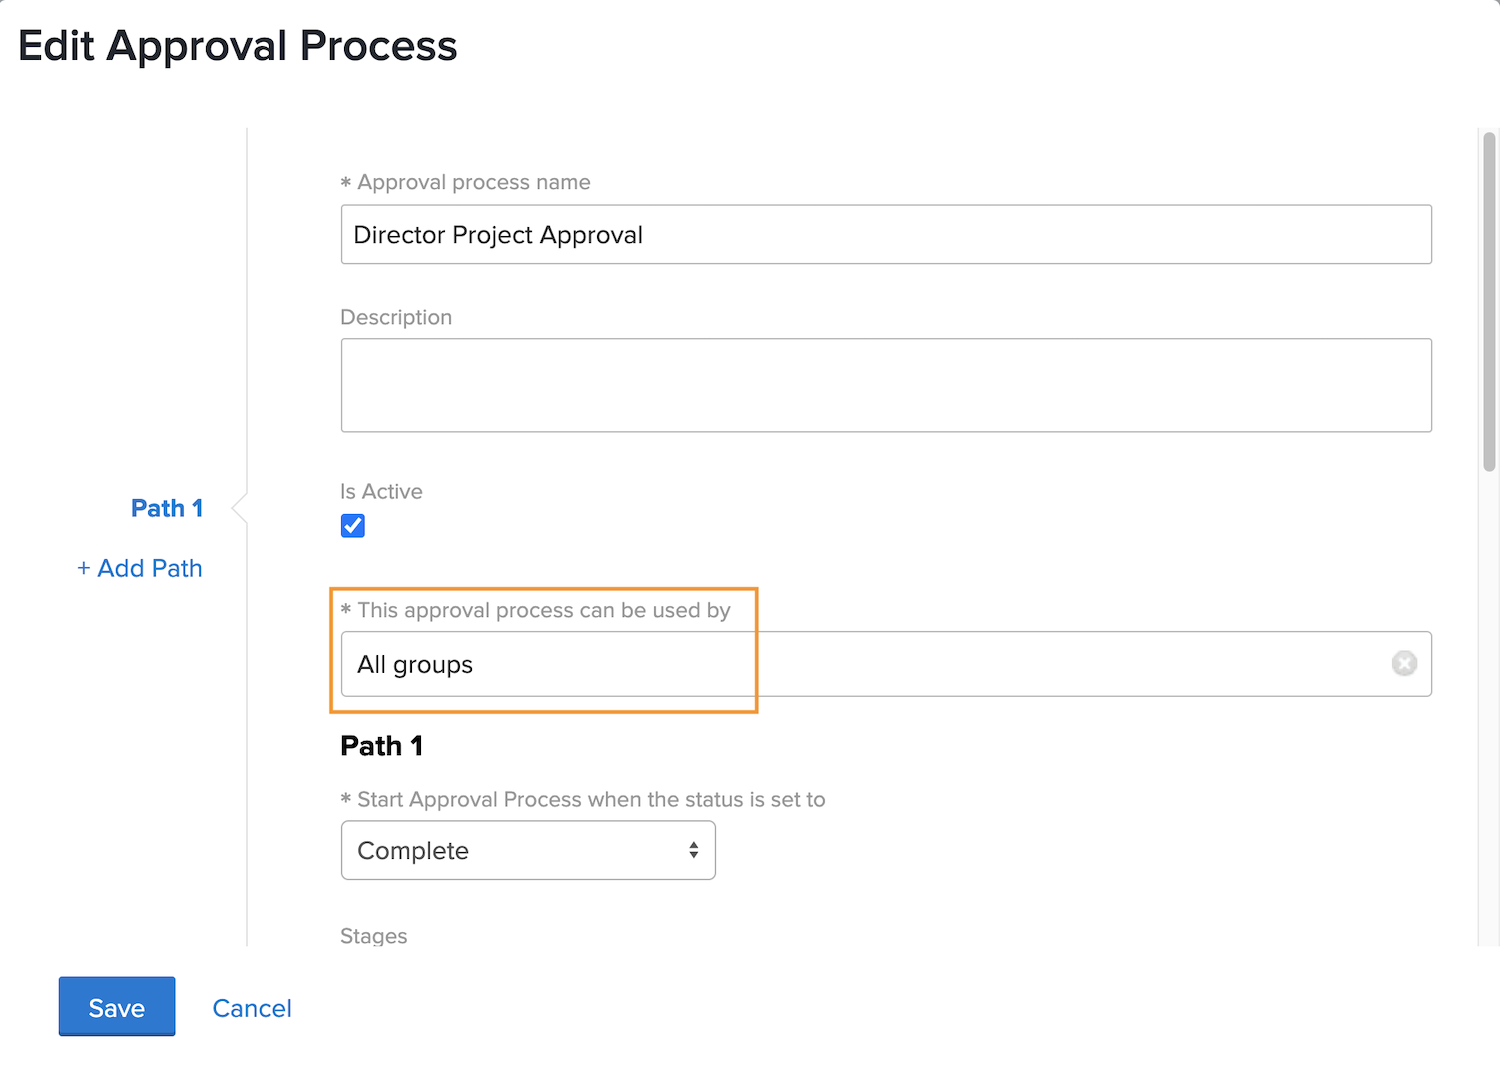 Edit Approval Process
* Approval process name
Director Project Approval
Description
Is Active
Path 1
+ Add Path
* This approval process can be used by
All groups
Path 1
* Start Approval Process when the status is set to
Complete
Stages
Save
Cancel